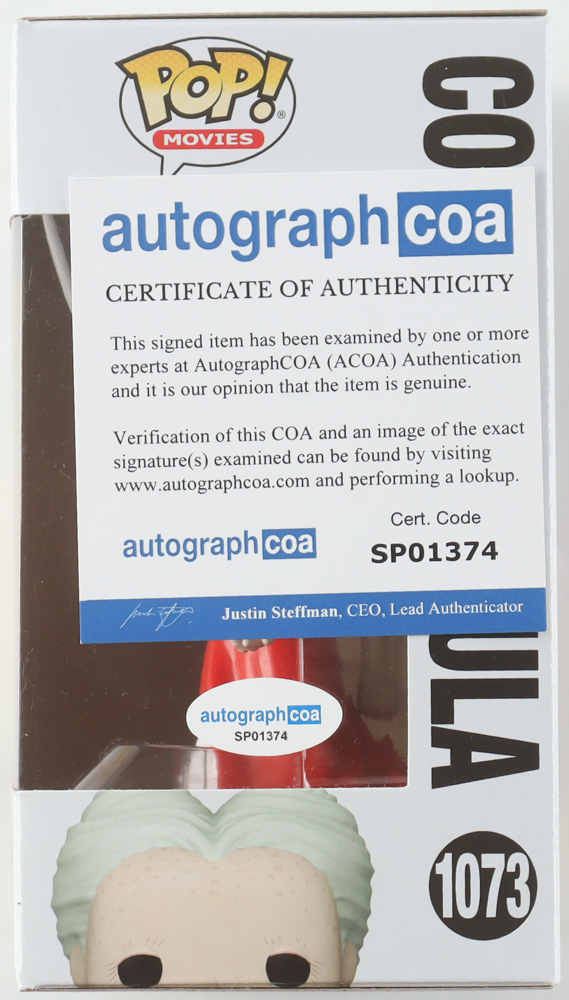 POP!
®
MOVIES
CO
autographcoa
CERTIFICATE OF AUTHENTICITY
This signed item has been examined by one or more
experts at AutographCOA (ACOA) Authentication
and it is our opinion that the item is genuine.
Verification of this COA and an image of the exact
signature(s) examined can be found by visiting
www.autographcoa.com and performing a lookup.
autographcoa
Cert. Code
SP01374
Justin Steffman, CEO, Lead Authenticator
ULA
autographcoa
SP01374
1073